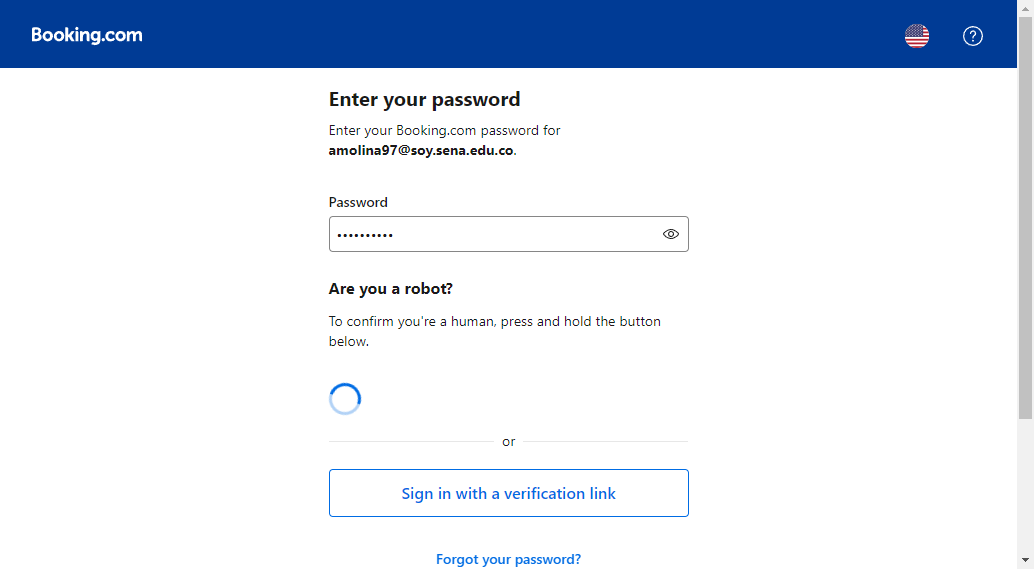 Booking.com
Enter your password
Enter your Booking.com password for
amolina97@soy.sena.edu.co.
Password
••••••••••
Are you a robot?
To confirm you're a human, press and hold the button
below.
or
Sign in with a verification link
Forgot your password?